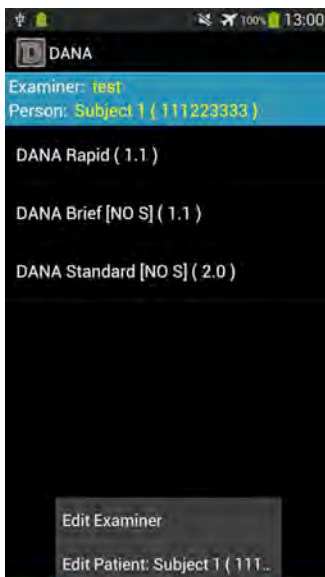 100% 13:00
DANA
Examiner: test
Person: Subject 1 ( 111223333 )
DANA Rapid ( 1.1 )
DANA Brief [NO S] ( 1.1 )
DANA Standard [NO S] ( 2.0 )
Edit Examiner
Edit Patient: Subject 1 ( 111..